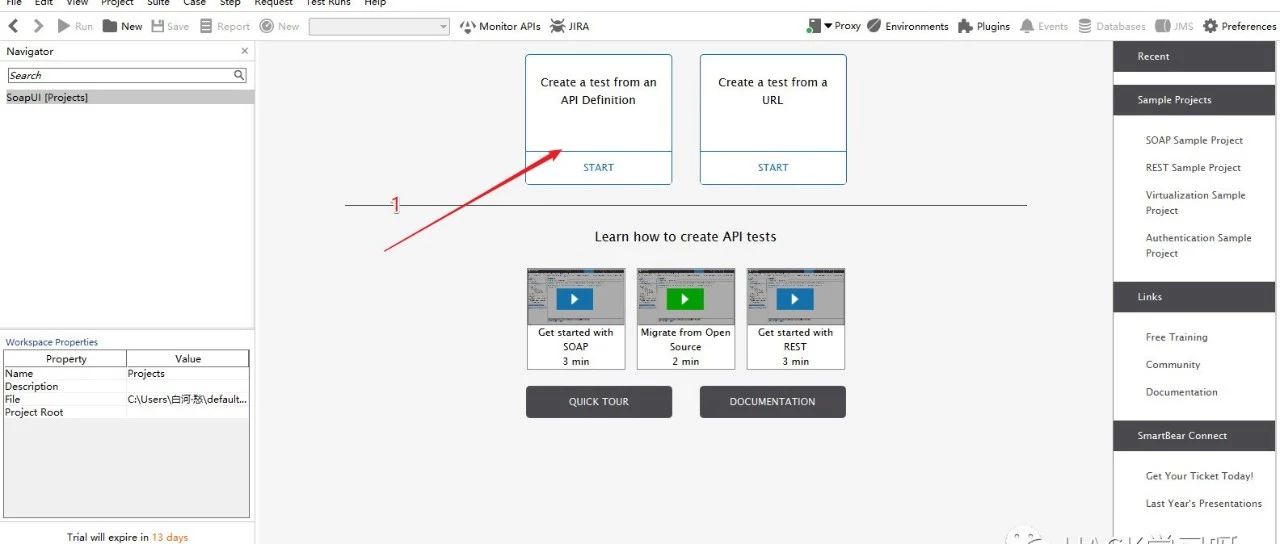 File Edit View Project Suite Case Step Request Test Runs Help
Run New Save Report New Monitor APIs JIRA Proxy Environments Plugins Events Databases JMS Preferences
Navigator
Search
SoapUI [Projects]
Workspace Properties
Property Value
Name Projects
Description
File C:\Users\白河·愁\default...
Project Root
Trial will expire in 13 days
Create a test from an
API Definition
START
Create a test from a
URL
START
1
Learn how to create API tests
Get started with
SOAP
3 min
Migrate from Open
Source
2 min
Get started with
REST
3 min
QUICK TOUR
DOCUMENTATION
Recent
Sample Projects
SOAP Sample Project
REST Sample Project
Virtualization Sample
Project
Authentication Sample
Project
Links
Free Training
Community
Documentation
SmartBear Connect
Get Your Ticket Today!
Last Year's Presentations